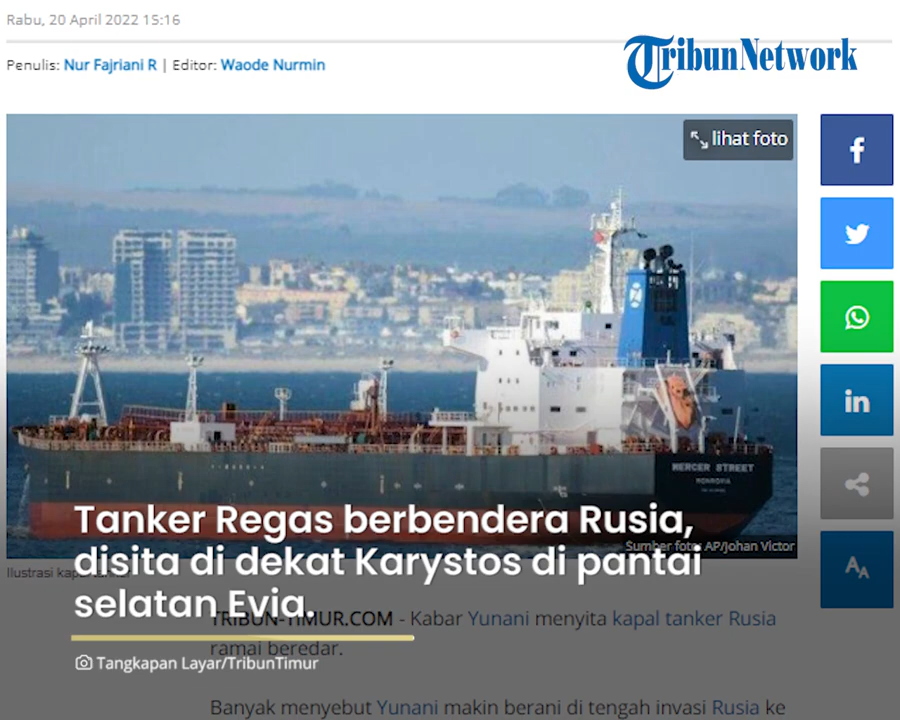 Rabu, 20 April 2022 15:16
Penulis: Nur Fajriani R | Editor: Waode Nurmin
TribunNetwork
lihat foto
MERCER STREET
MONROVIA
Sumber foto: AP/Johan Victor
Tanker Regas berbendera Rusia,
disita di dekat Karystos di pantai
selatan Evia.
Ilustrasi kapal tanker
TRIBUN-TIMUR.COM - Kabar Yunani menyita kapal tanker Rusia
ramai beredar.
Tangkapan Layar/TribunTimur
Banyak menyebut Yunani makin berani di tengah invasi Rusia ke